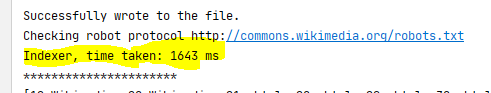 Successfully wrote to the file.
Checking robot protocol http://commons.wikimedia.org/robots.txt
Indexer, time taken: 1643 ms
**********************